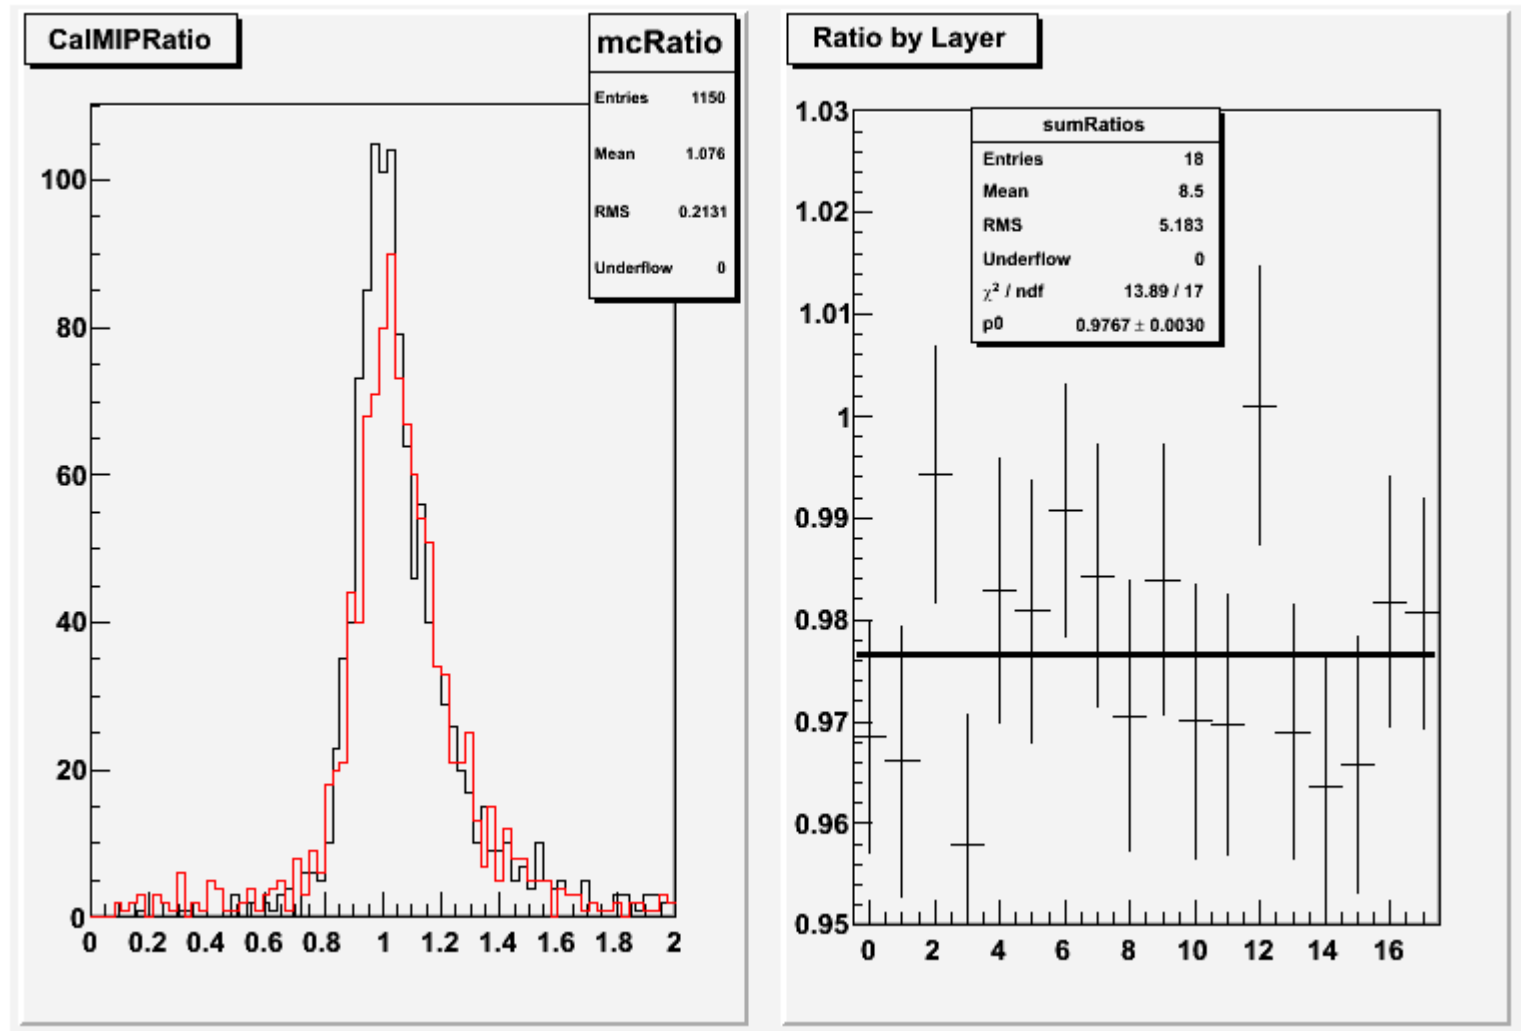 CalMIPRatio
mcRatio
Entries 1150
Mean 1.076
RMS 0.2131
Underflow 0
100
80
60
40
20
0
0 0.2 0.4 0.6 0.8 1 1.2 1.4 1.6 1.8 2
Ratio by Layer
sumRatios
Entries 18
Mean 8.5
RMS 5.183
Underflow 0
χ² / ndf 13.89 / 17
p0 0.9767 ± 0.0030
1.03
1.02
1.01
1
0.99
0.98
0.97
0.96
0.95
0 2 4 6 8 10 12 14 16